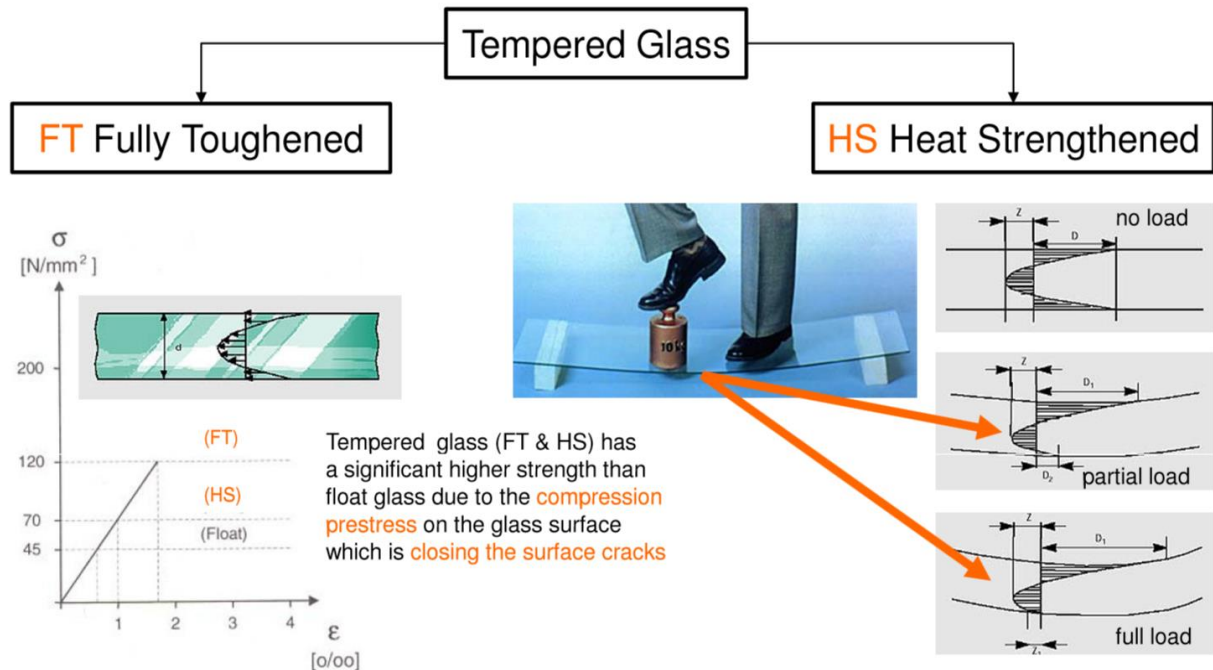 Tempered Glass
FT Fully Toughened
HS Heat Strengthened
σ
[N/mm²]
200
120
70
45
(FT)
(HS)
(Float)
1 2 3 4
ε
[o/oo]
d
10 kg
Tempered glass (FT & HS) has
a significant higher strength than
float glass due to the compression
prestress on the glass surface
which is closing the surface cracks
Z
D
no load
Z
D₁
D₂
partial load
Z
D₁
full load